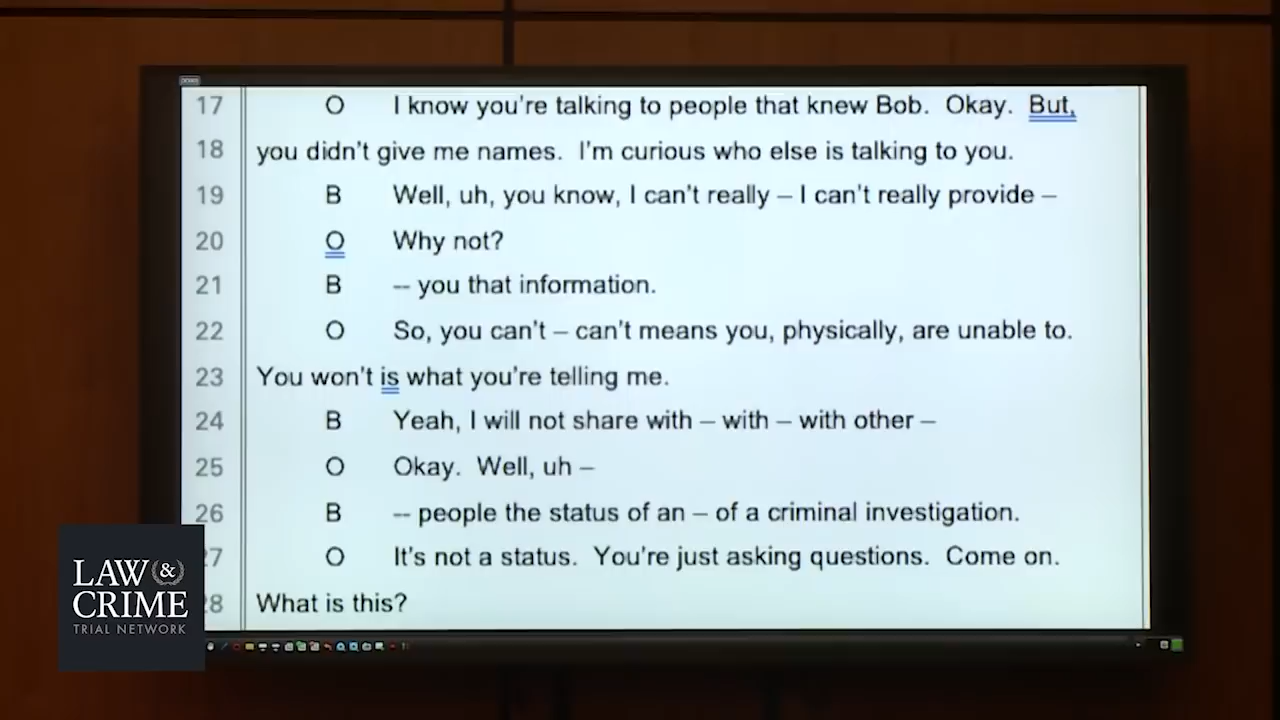 17 O I know you're talking to people that knew Bob. Okay. But,
18 you didn't give me names. I'm curious who else is talking to you.
19 B Well, uh, you know, I can't really – I can't really provide –
20 O Why not?
21 B -- you that information.
22 O So, you can't – can't means you, physically, are unable to.
23 You won't is what you're telling me.
24 B Yeah, I will not share with – with – with other –
25 O Okay. Well, uh –
26 B -- people the status of an – of a criminal investigation.
27 O It's not a status. You're just asking questions. Come on.
28 What is this?
LAW &
CRIME
TRIAL NETWORK